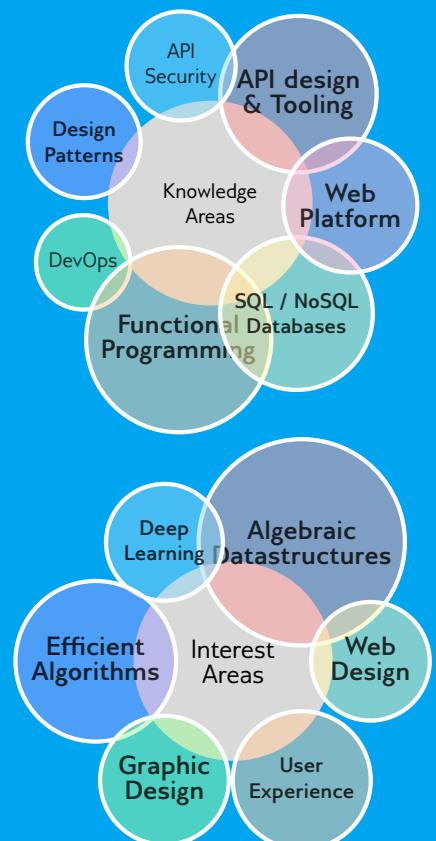 API
Security
API design
& Tooling
Design
Patterns
Knowledge
Areas
Web
Platform
DevOps
SQL / NoSQL
Databases
Functional
Programming
Deep
Learning
Algebraic
Datastructures
Efficient
Algorithms
Interest
Areas
Web
Design
Graphic
Design
User
Experience